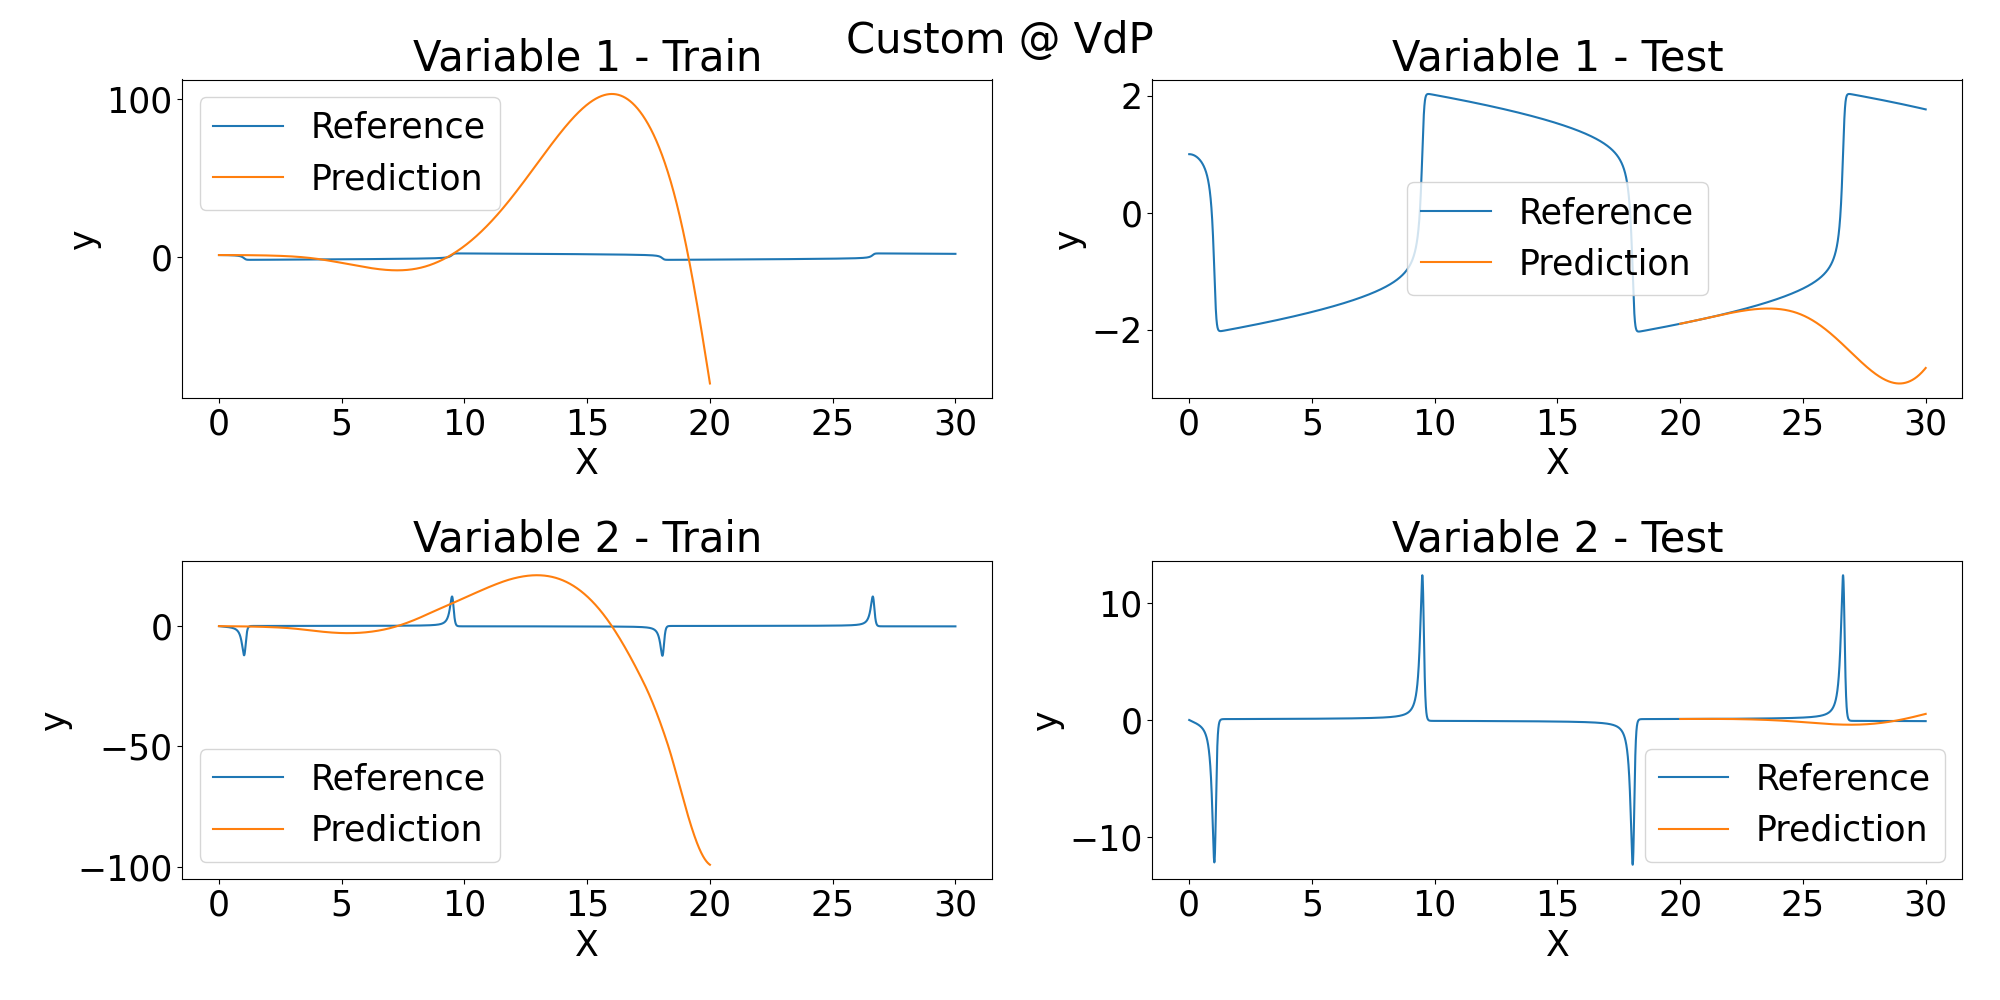 Custom @ VdP
Variable 1 - Train
100
0
y
Reference
Prediction
0 5 10 15 20 25 30
X
Variable 1 - Test
2
0
−2
y
Reference
Prediction
0 5 10 15 20 25 30
X
Variable 2 - Train
0
−50
−100
y
Reference
Prediction
0 5 10 15 20 25 30
X
Variable 2 - Test
10
0
−10
y
Reference
Prediction
0 5 10 15 20 25 30
X